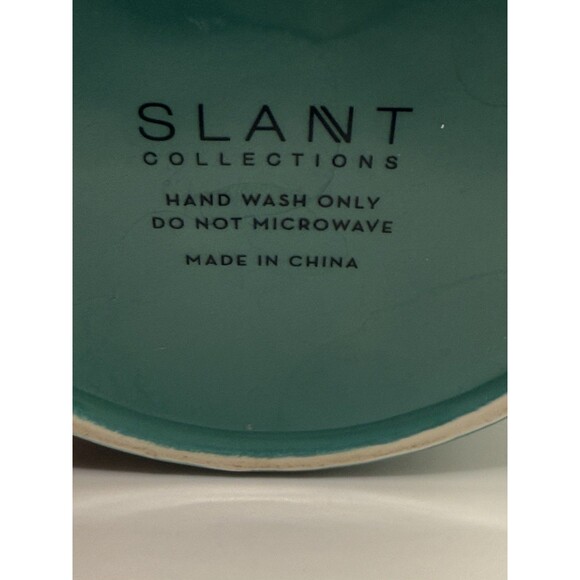 SLANT
COLLECTIONS
HAND WASH ONLY
DO NOT MICROWAVE
MADE IN CHINA